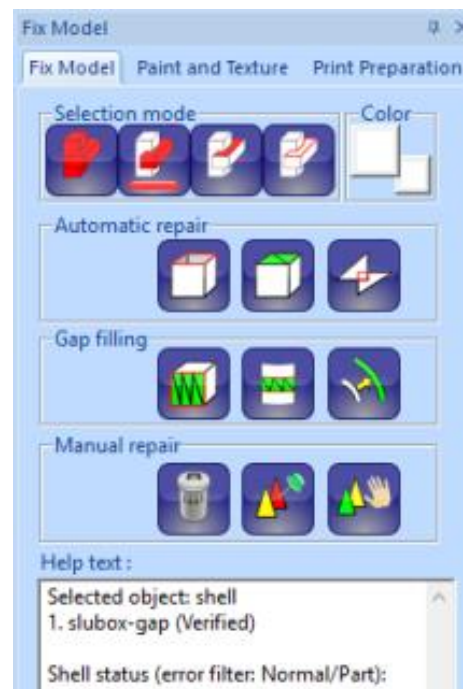 Fix Model
Fix Model Paint and Texture Print Preparation
Selection mode Color
Automatic repair
Gap filling
Manual repair
Help text :
Selected object: shell
1. slubox-gap (Verified)
Shell status (error filter: Normal/Part):